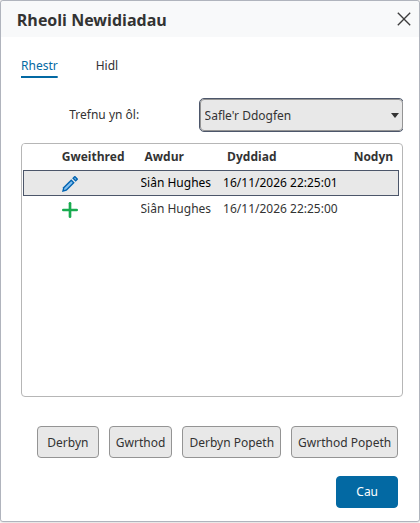 Rheoli Newidiadau
Rhestr Hidl
Trefnu yn ôl: Safle'r Ddogfen
Gweithred Awdur Dyddiad Nodyn
Siân Hughes 16/11/2026 22:25:01
Siân Hughes 16/11/2026 22:25:00
Derbyn Gwrthod Derbyn Popeth Gwrthod Popeth
Cau